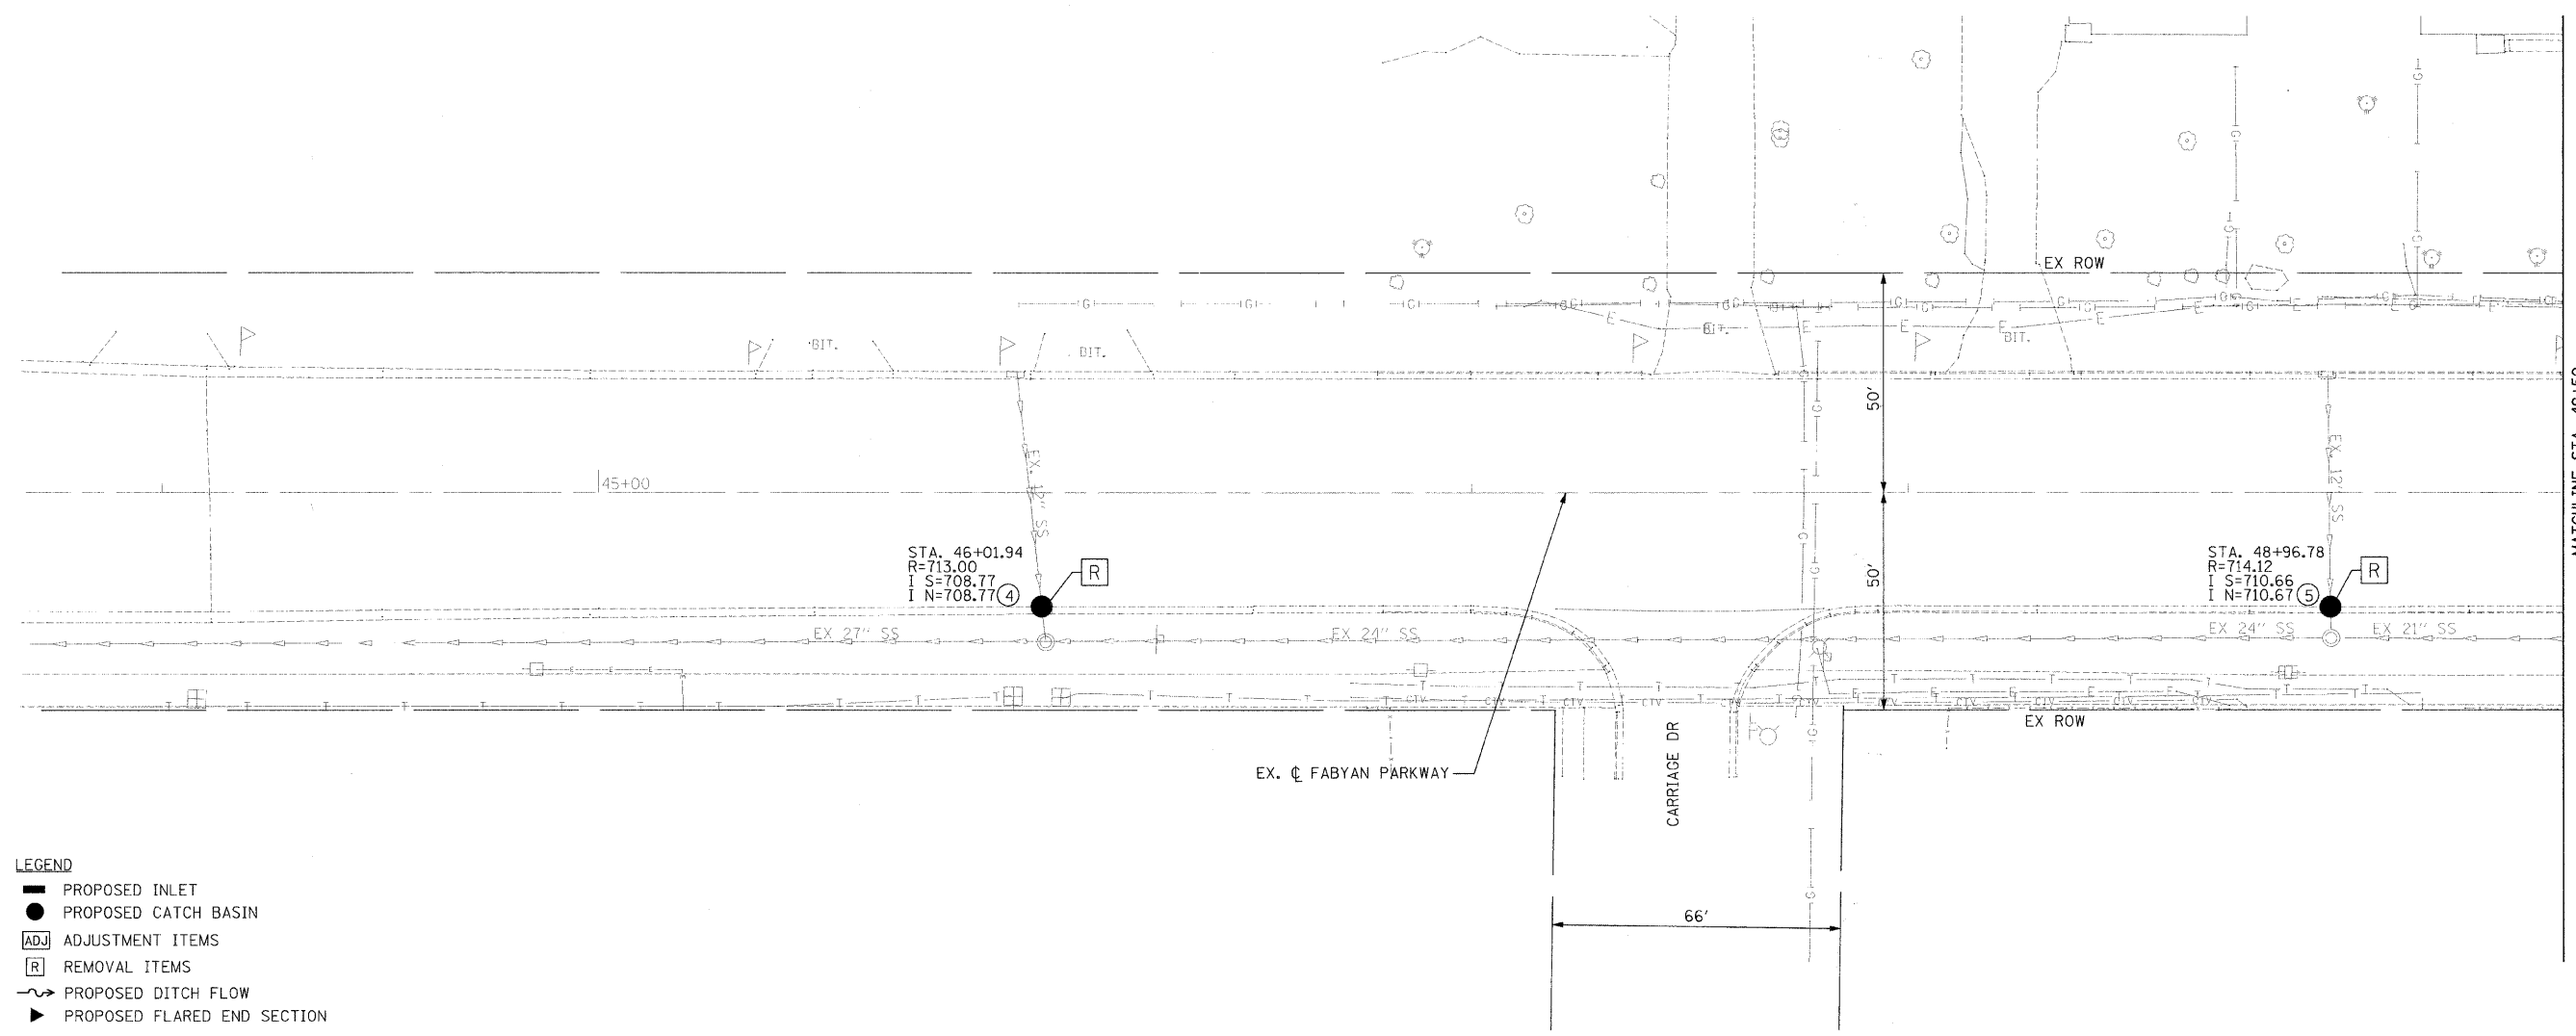 EX ROW
BIT.
BIT.
BIT.
BIT.
50'
EX. 12" SS
EX. 12" SS
45+00
STA. 46+01.94
R=713.00
I S=708.77
I N=708.77 4
R
50'
STA. 48+96.78
R=714.12
I S=710.66
I N=710.67 5
R
EX 27" SS
EX 24" SS
EX 24" SS
EX 21" SS
EX ROW
EX. ℄ FABYAN PARKWAY
CARRIAGE DR
66'
LEGEND
PROPOSED INLET
PROPOSED CATCH BASIN
ADJ ADJUSTMENT ITEMS
R REMOVAL ITEMS
PROPOSED DITCH FLOW
PROPOSED FLARED END SECTION